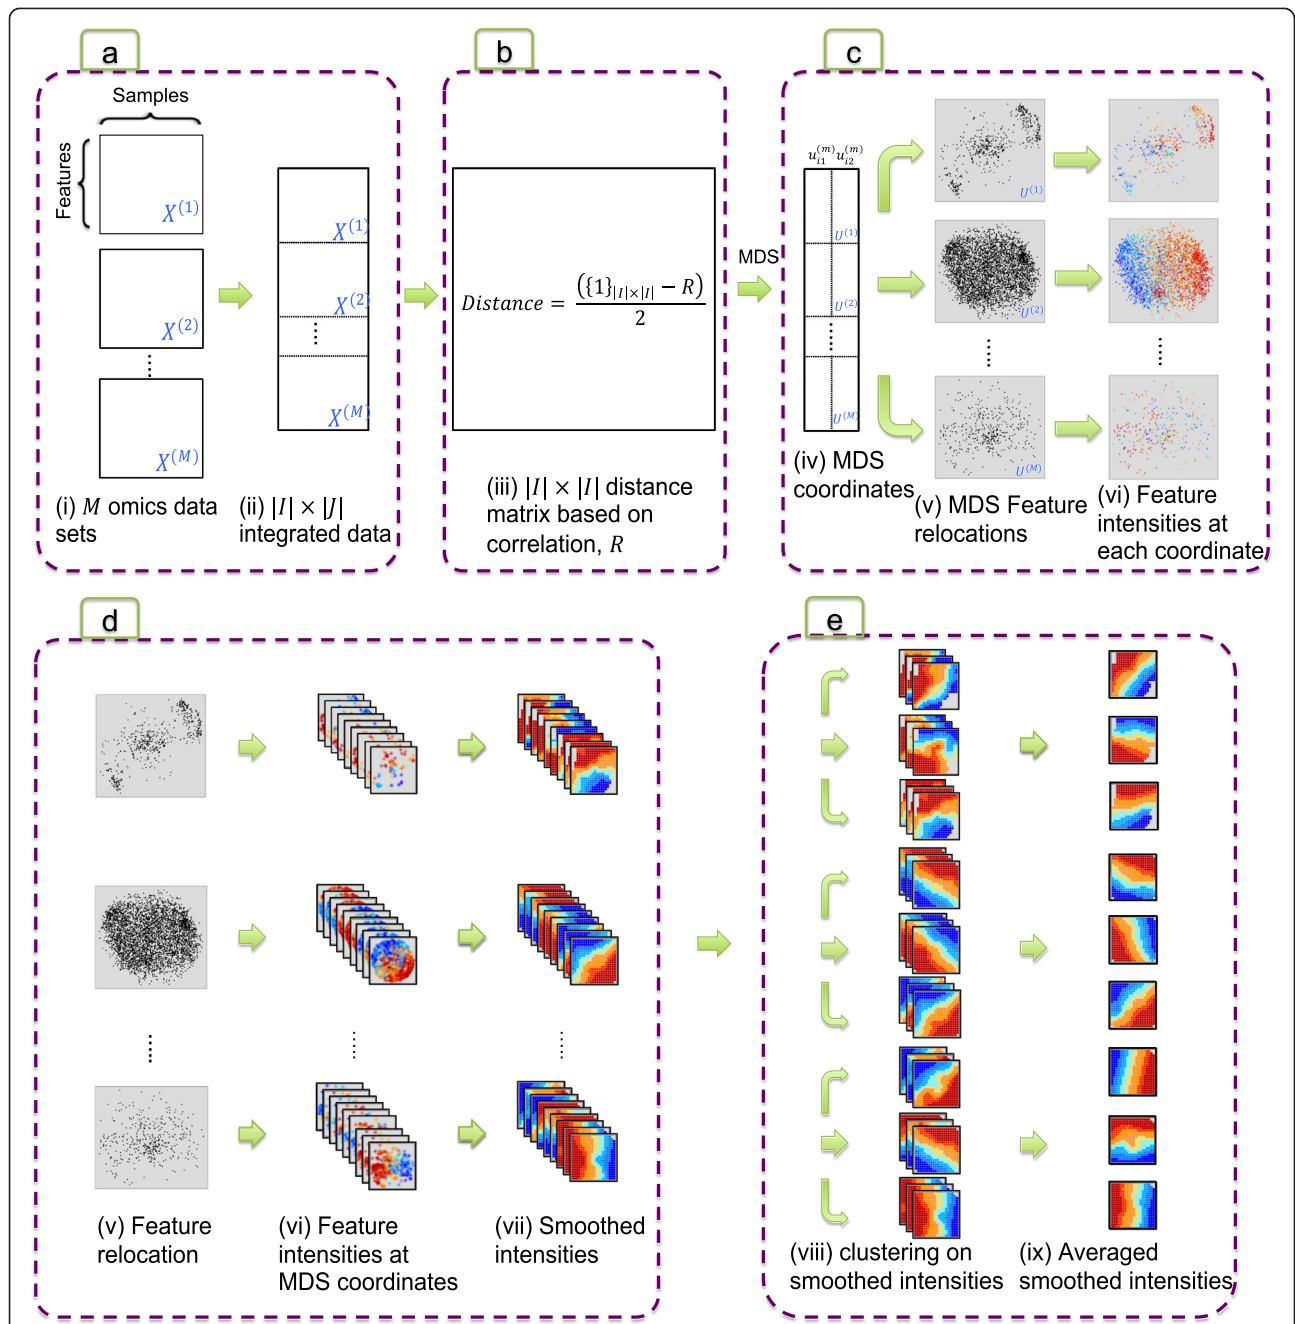 a
Samples
Features
X^(1)
X^(2)
X^(M)
(i) M omics data
sets
X^(1)
X^(2)
X^(M)
(ii) |I| × |J|
integrated data
b
Distance = ({1}_|I|×|I| − R) / 2
(iii) |I| × |I| distance
matrix based on
correlation, R
MDS
c
u_i1^(m) u_i2^(m)
U^(1)
U^(2)
U^(M)
(iv) MDS
coordinates
U^(1)
U^(2)
U^(M)
(v) MDS Feature
relocations
(vi) Feature
intensities at
each coordinate
d
(v) Feature
relocation
(vi) Feature
intensities at
MDS coordinates
(vii) Smoothed
intensities
e
(viii) clustering on
smoothed intensities
(ix) Averaged
smoothed intensities